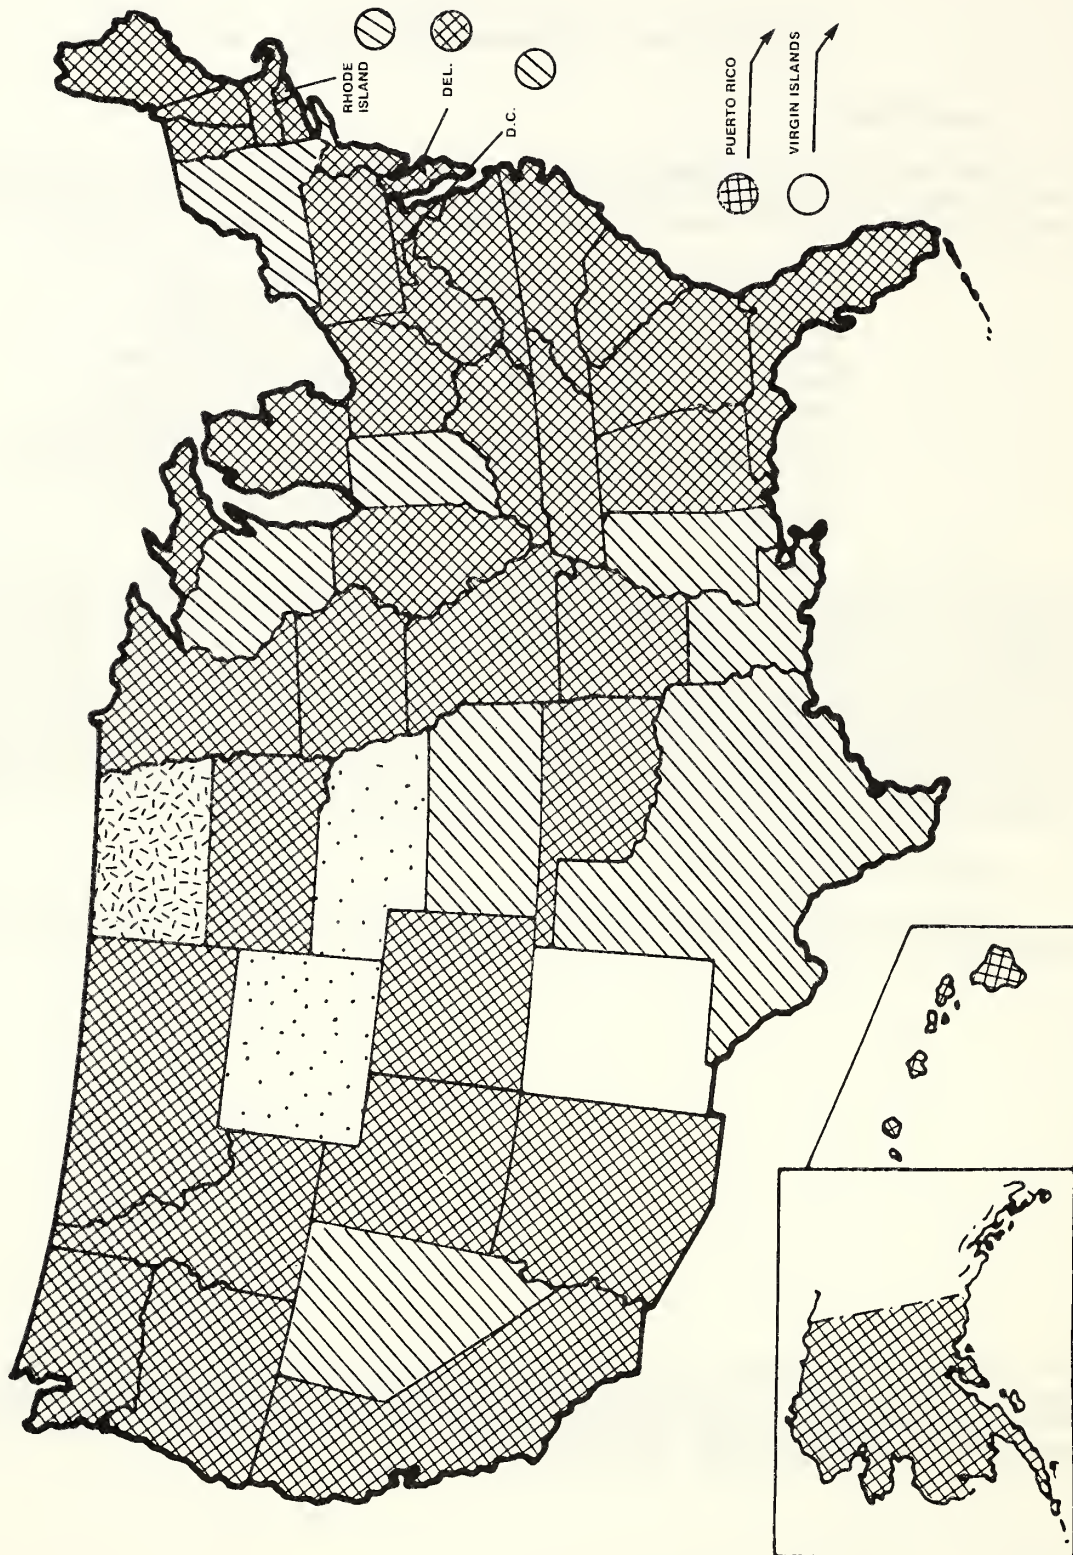 RHODE
ISLAND
DEL.
D.C.
PUERTO RICO
VIRGIN ISLANDS